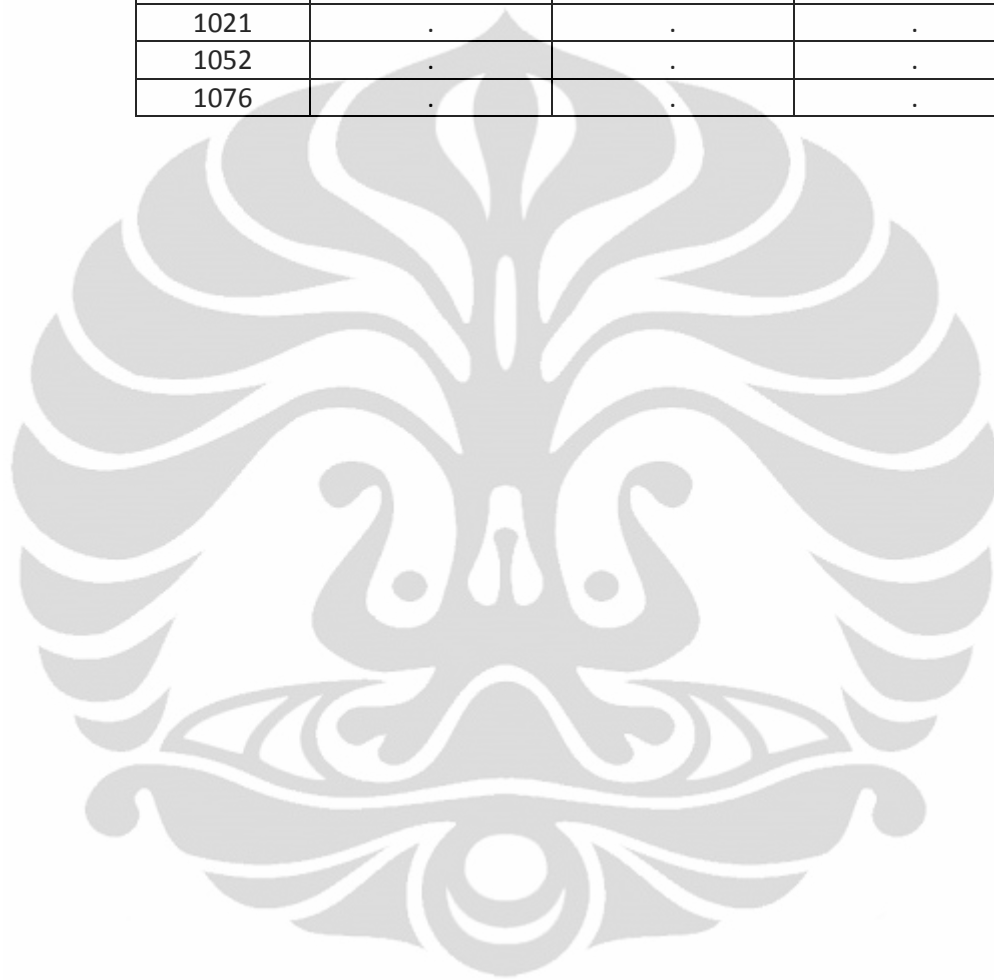 1021 . . .
1052 . . .
1076 . . .